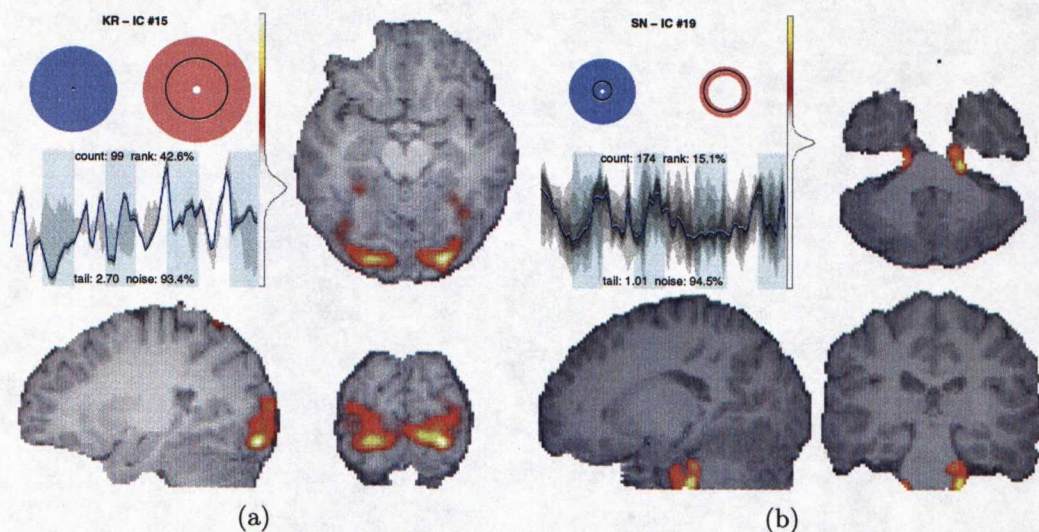 KR – IC #15
count: 99 rank: 42.6%
tail: 2.70 noise: 93.4%
SN – IC #19
count: 174 rank: 15.1%
tail: 1.01 noise: 94.5%
(a)
(b)